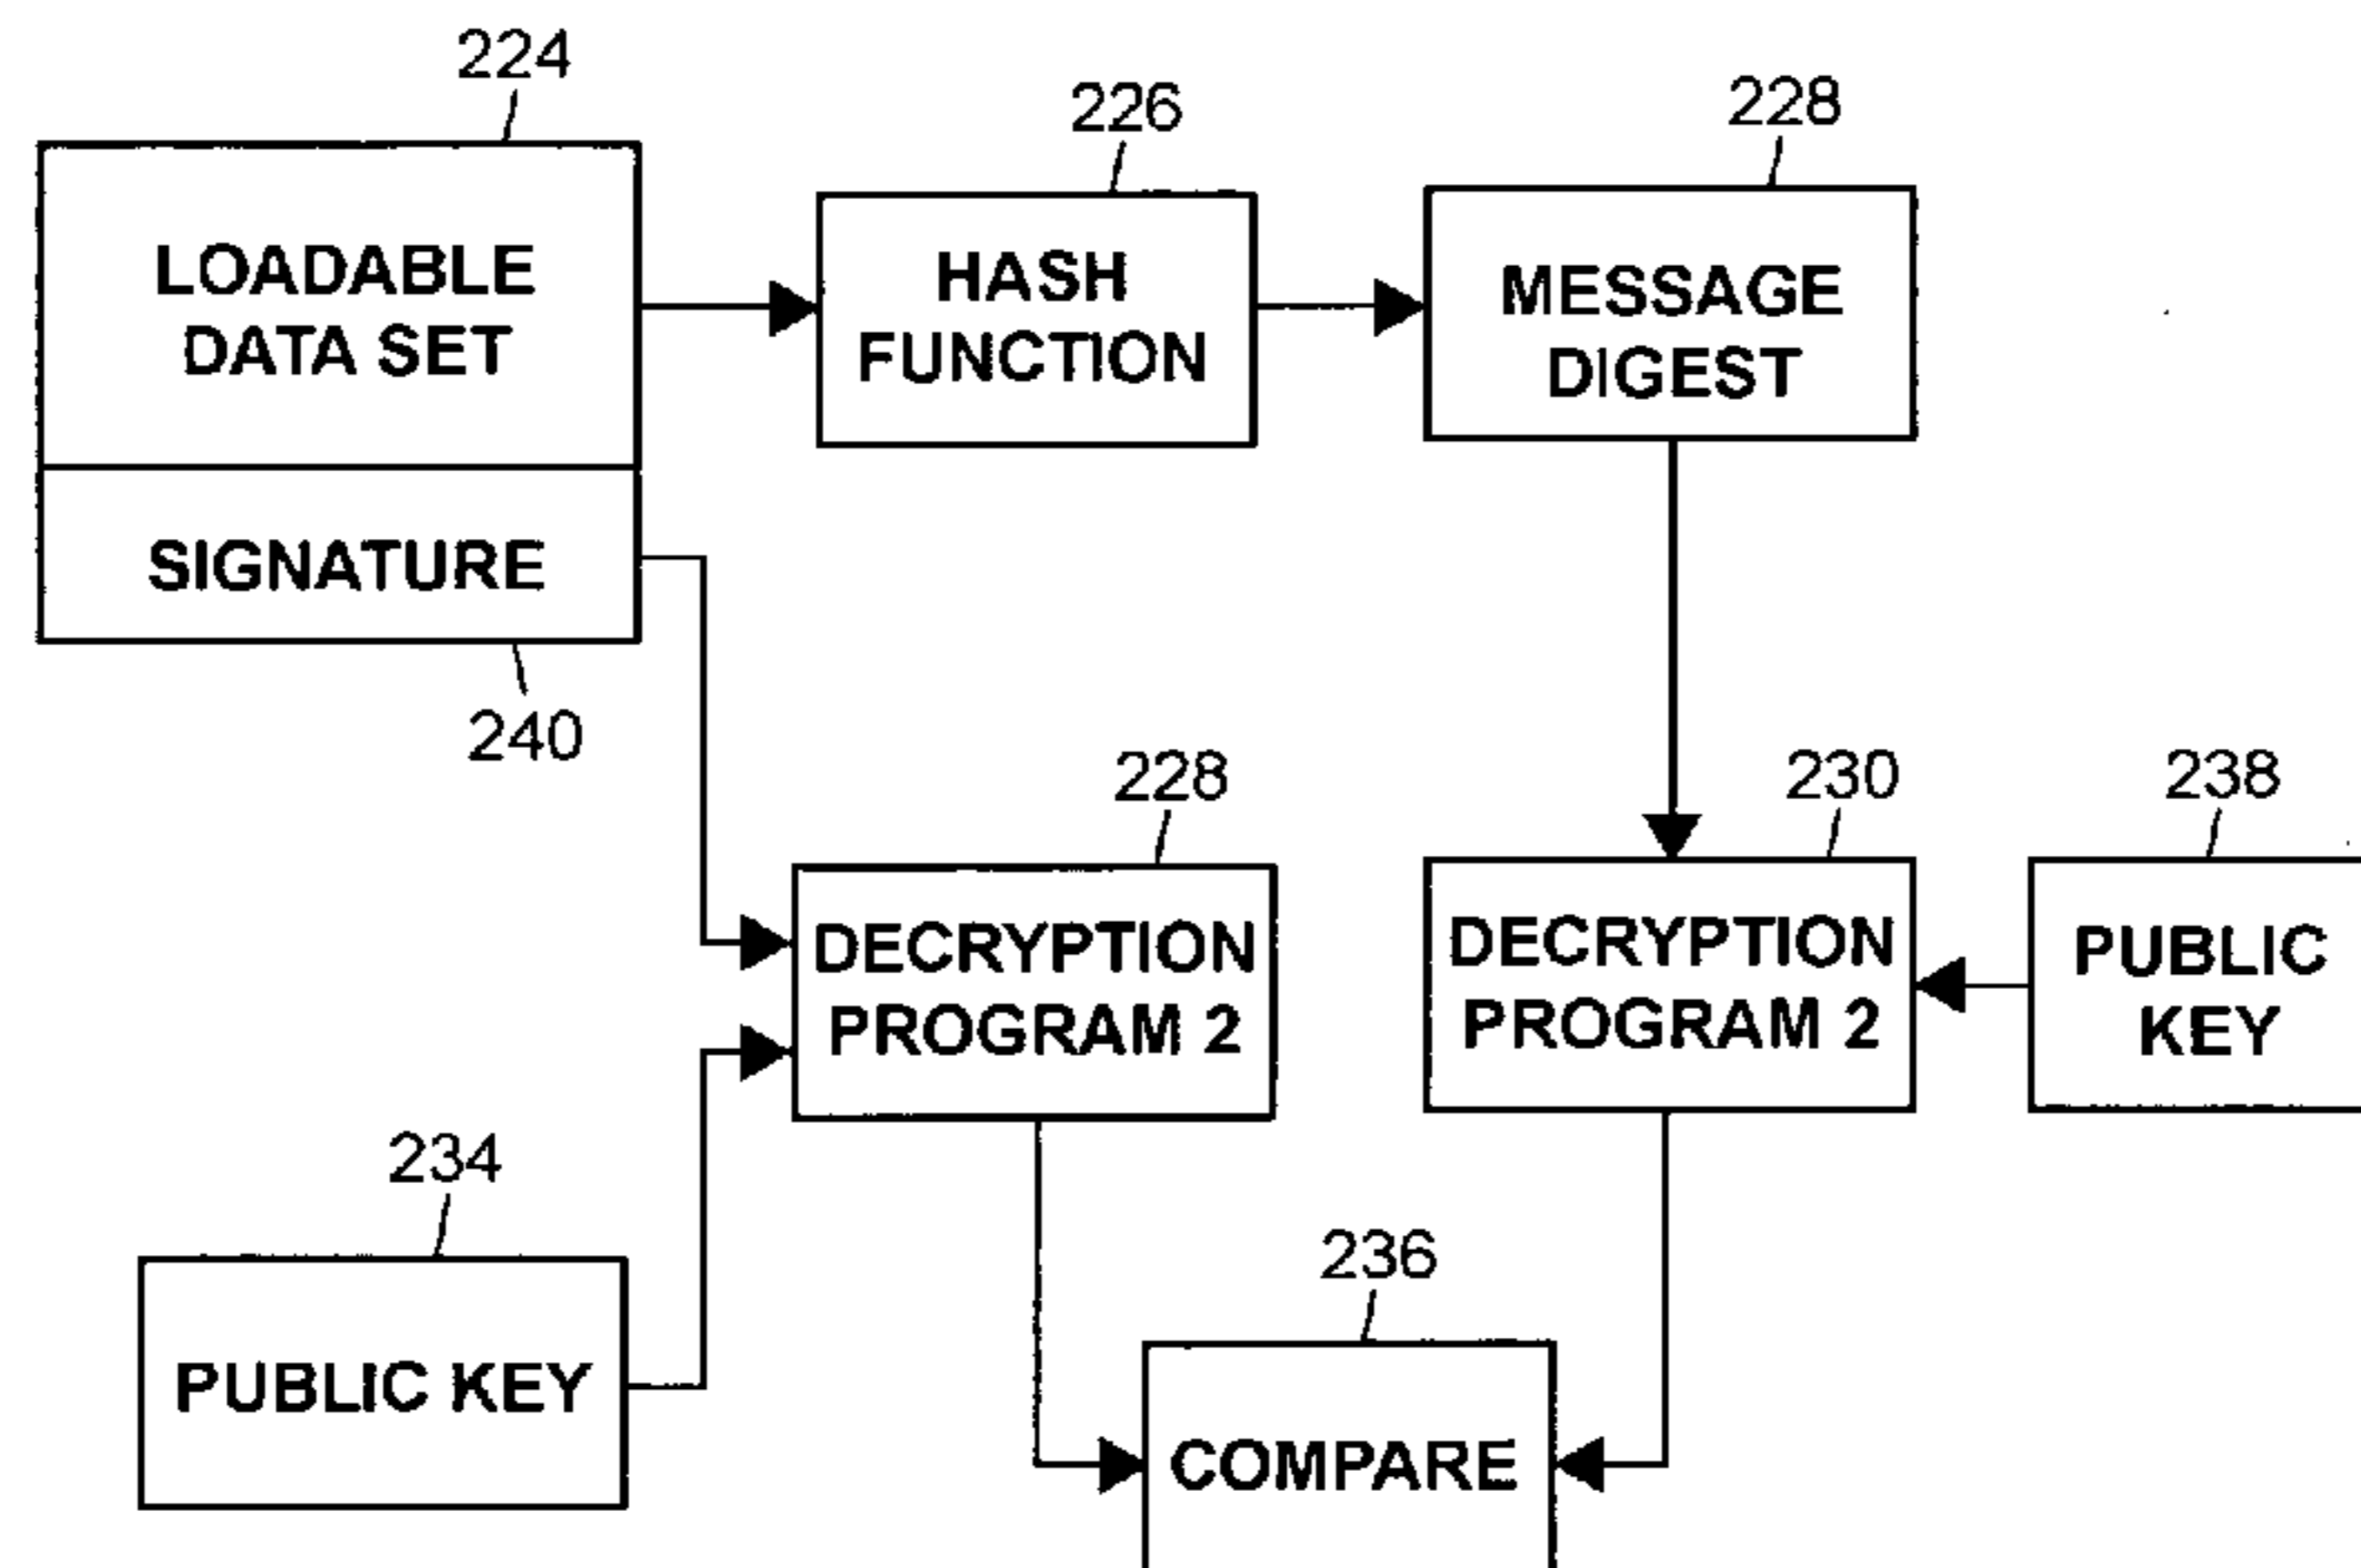 224
226
228
LOADABLE
DATA SET
HASH
FUNCTION
MESSAGE
DIGEST
SIGNATURE
240
228
230
238
DECRYPTION
PROGRAM 2
DECRYPTION
PROGRAM 2
PUBLIC
KEY
234
PUBLIC KEY
236
COMPARE